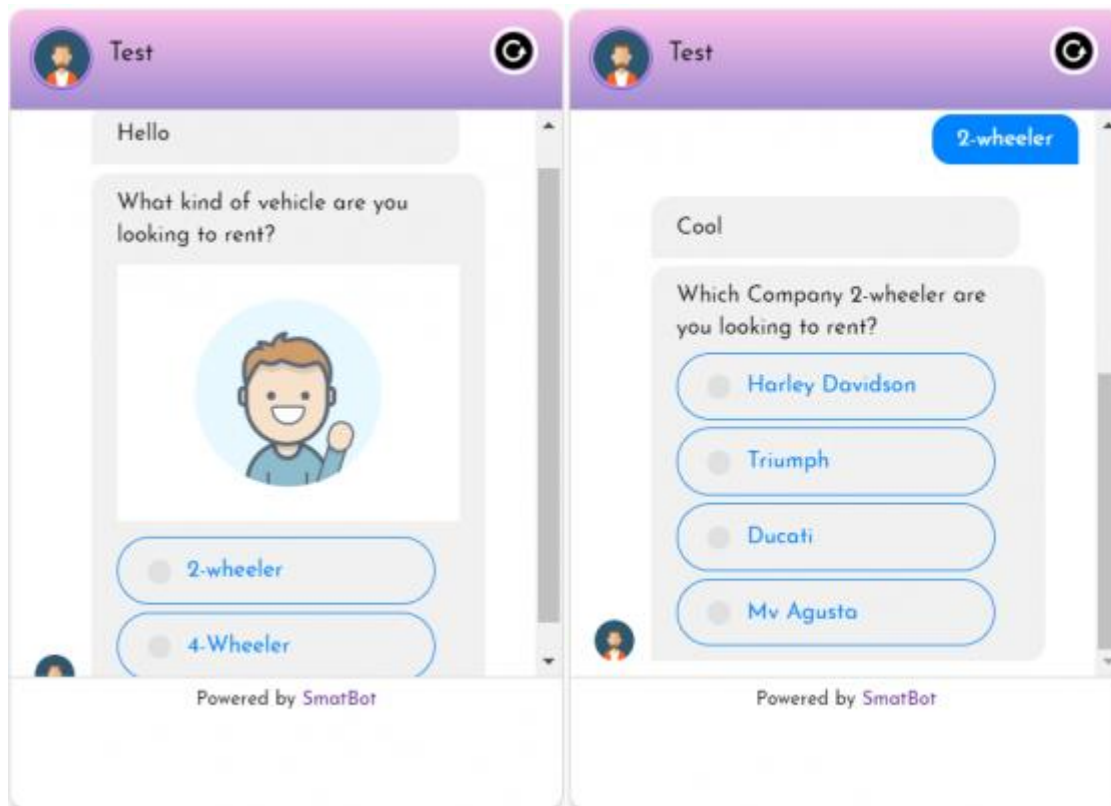 Test
Hello
What kind of vehicle are you
looking to rent?
2-wheeler
4-Wheeler
Powered by SmatBot
Test
2-wheeler
Cool
Which Company 2-wheeler are
you looking to rent?
Harley Davidson
Triumph
Ducati
Mv Agusta
Powered by SmatBot